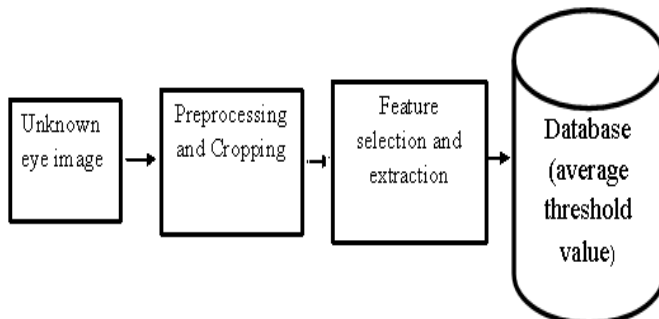 Unknown
eye image
Preprocessing
and Cropping
Feature
selection and
extraction
Database
(average
threshold
value)